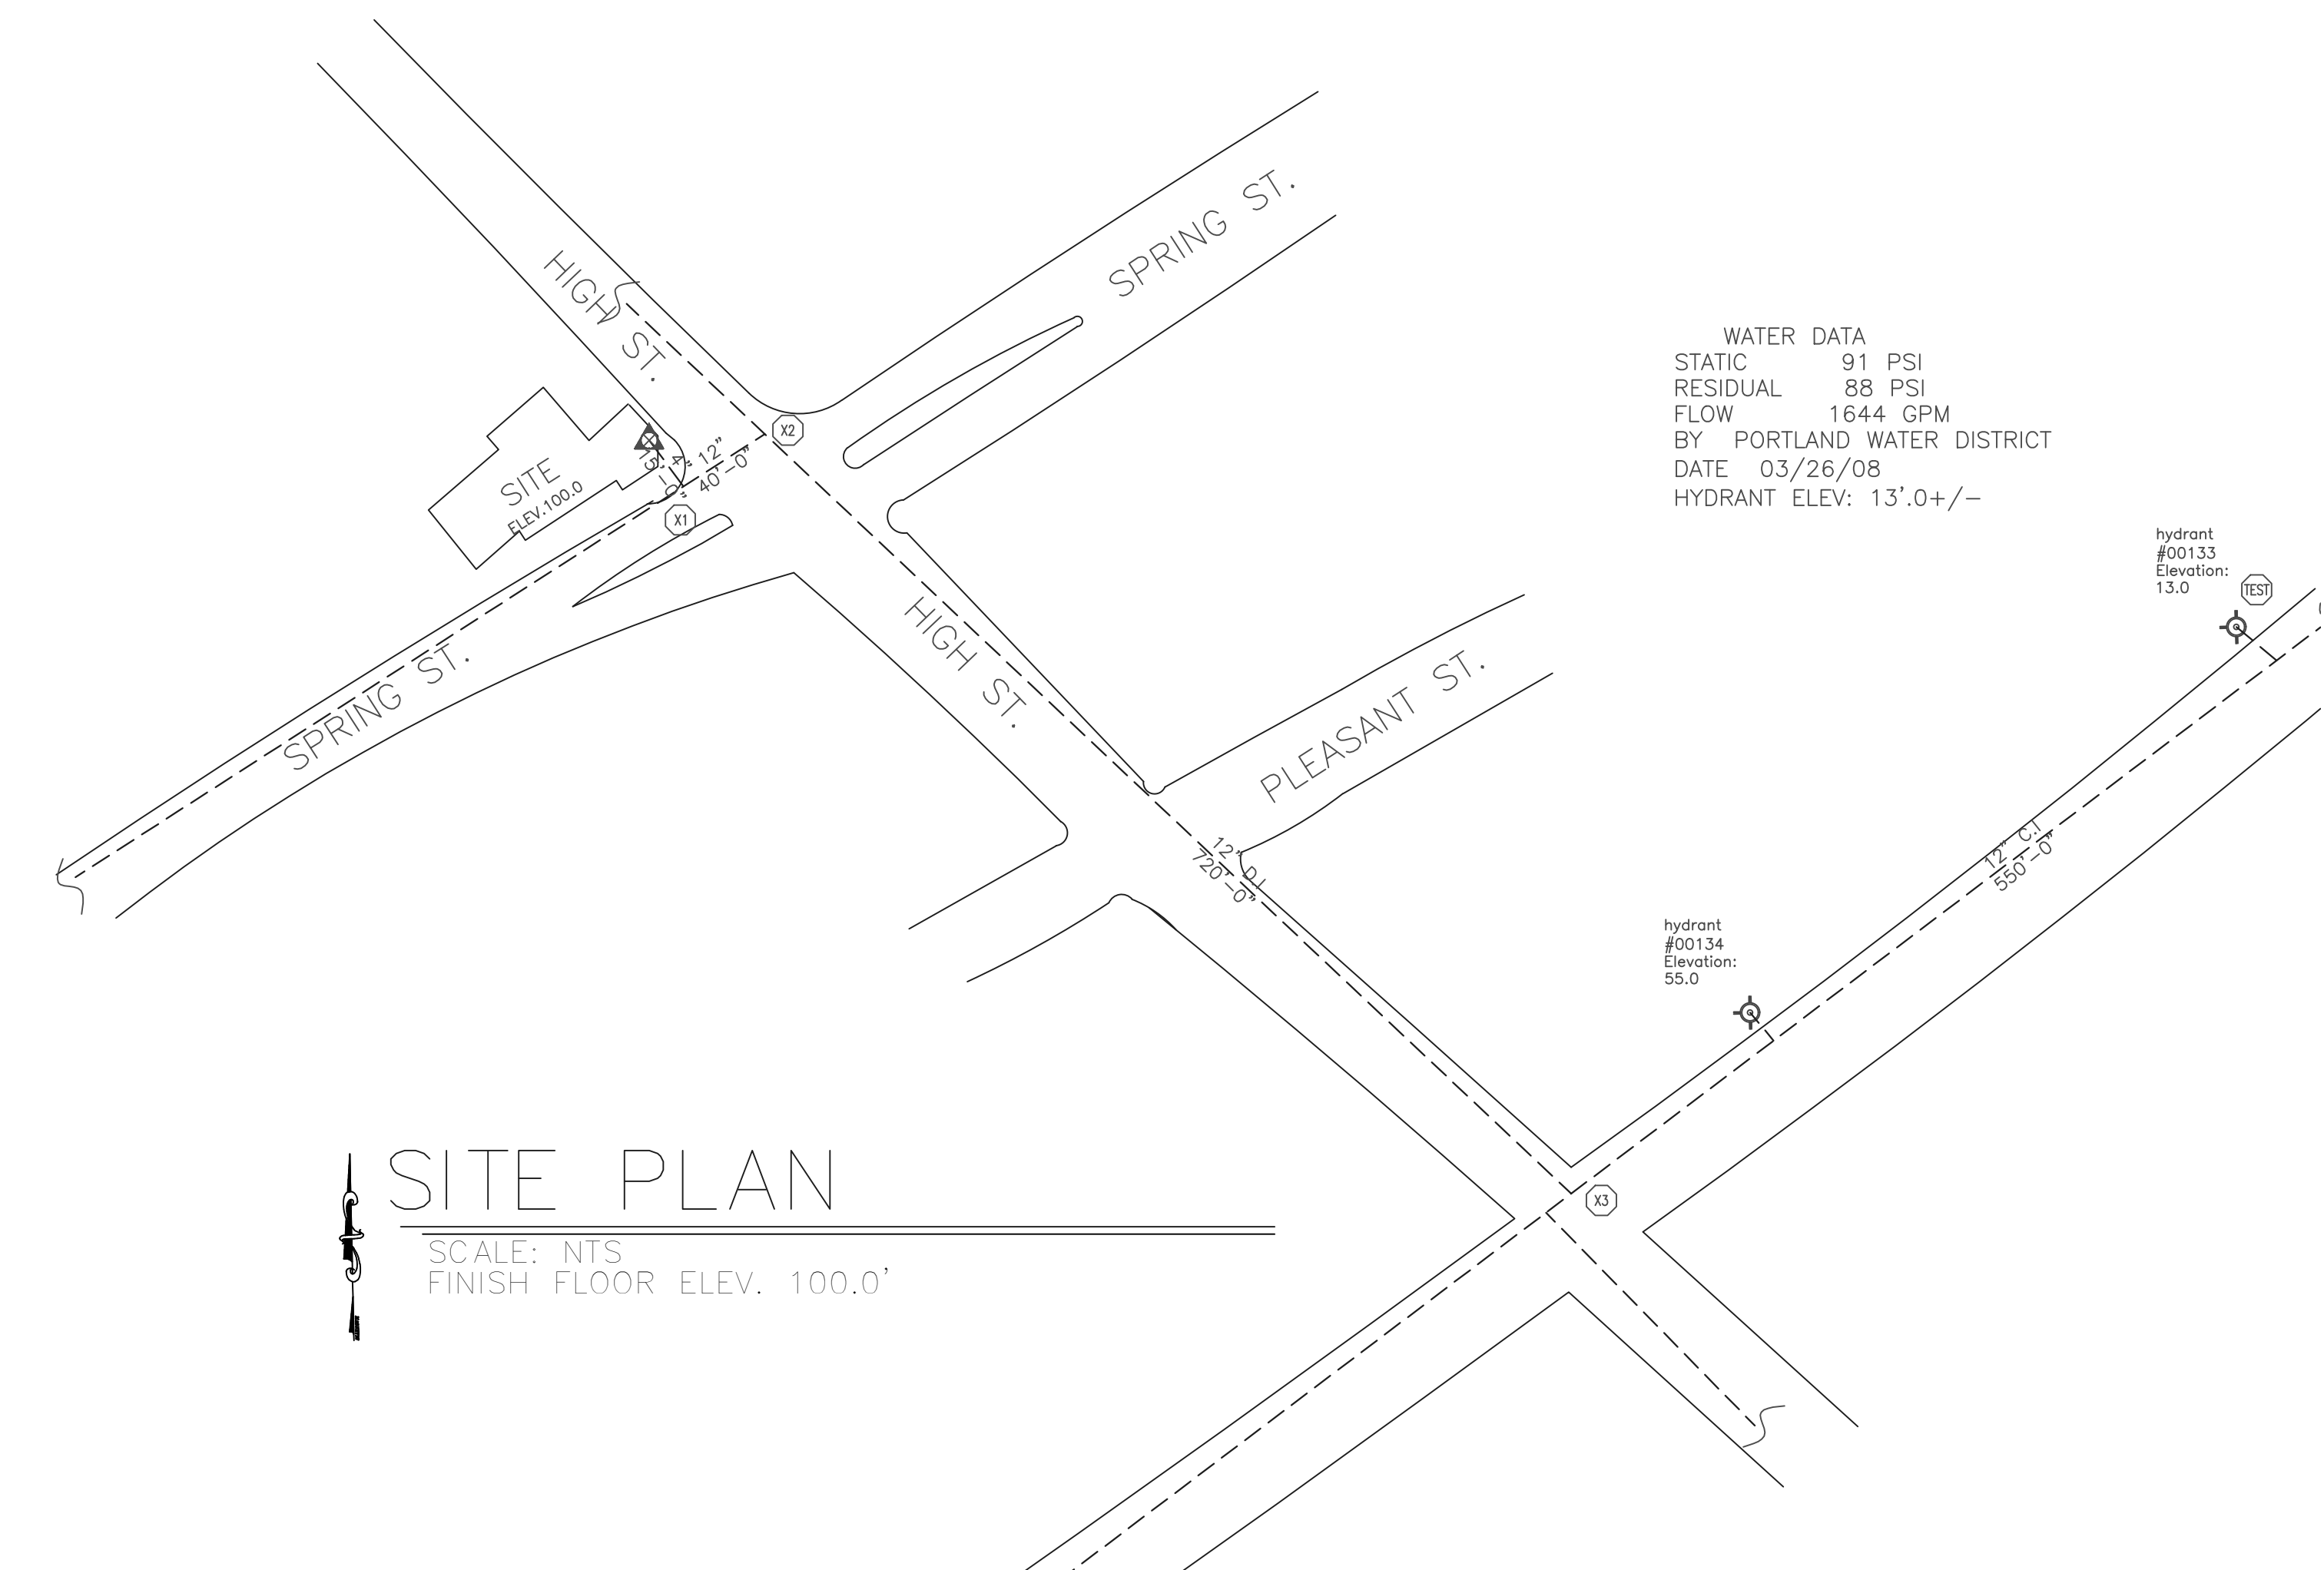 HIGH ST.
SPRING ST.
X2
12"
40'-0"
4"
15'-0"
SITE
ELEV.100.0
X1
WATER DATA
STATIC 91 PSI
RESIDUAL 88 PSI
FLOW 1644 GPM
BY PORTLAND WATER DISTRICT
DATE 03/26/08
HYDRANT ELEV: 13'.0+/-
hydrant
#00133
Elevation:
13.0
TEST
HIGH ST.
SPRING ST.
PLEASANT ST.
12" D.I
720'-0"
12" C.I
550'-0"
hydrant
#00134
Elevation:
55.0
X3
SITE PLAN
SCALE: NTS
FINISH FLOOR ELEV. 100.0'